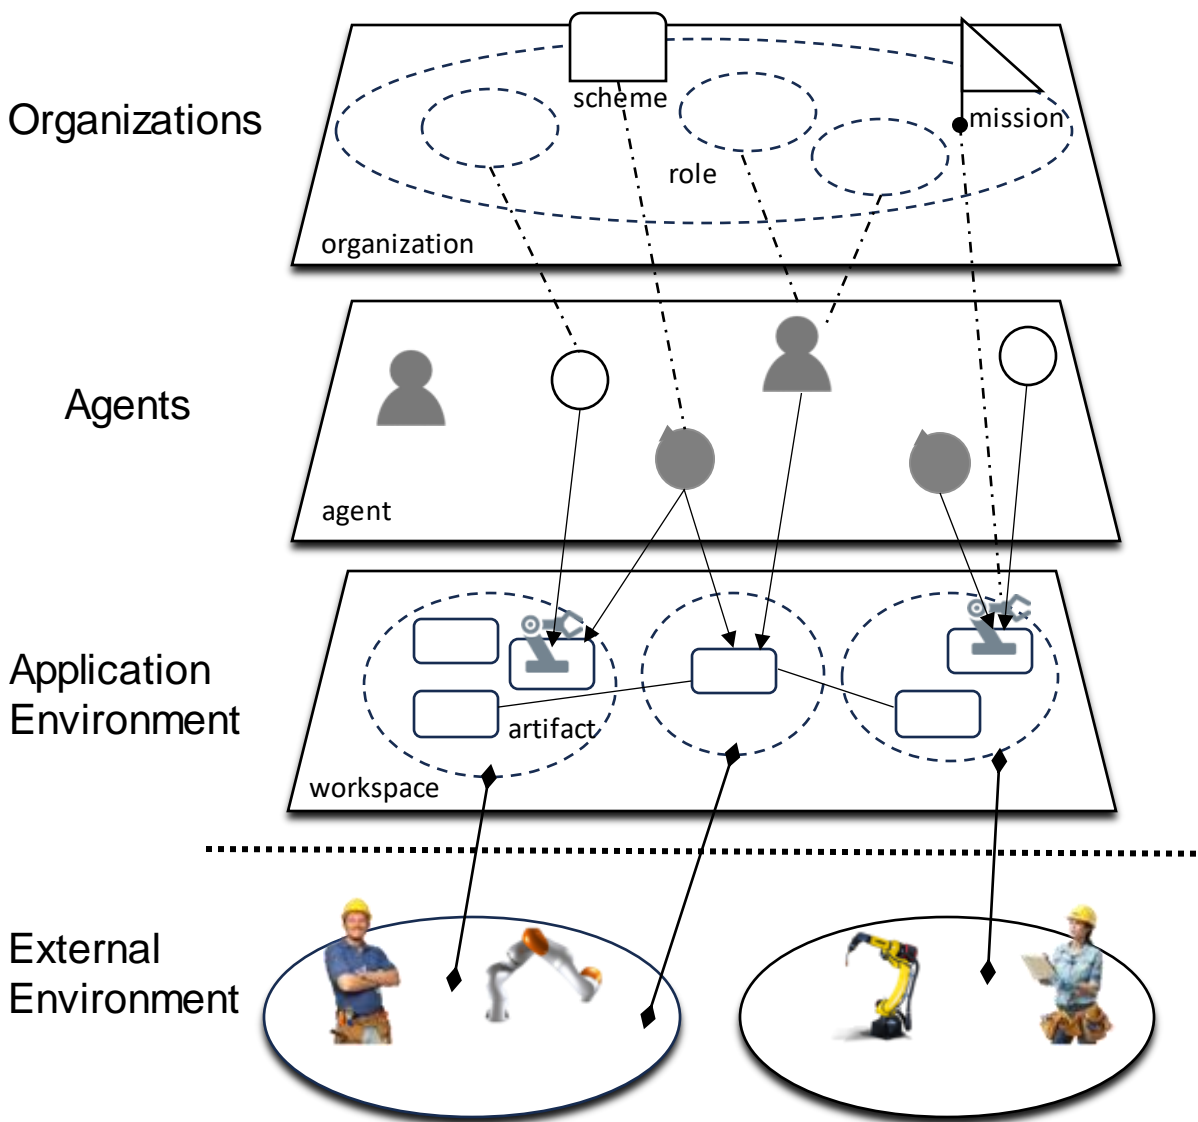 scheme
mission
Organizations
role
organization
Agents
agent
Application
Environment
artifact
workspace
External
Environment